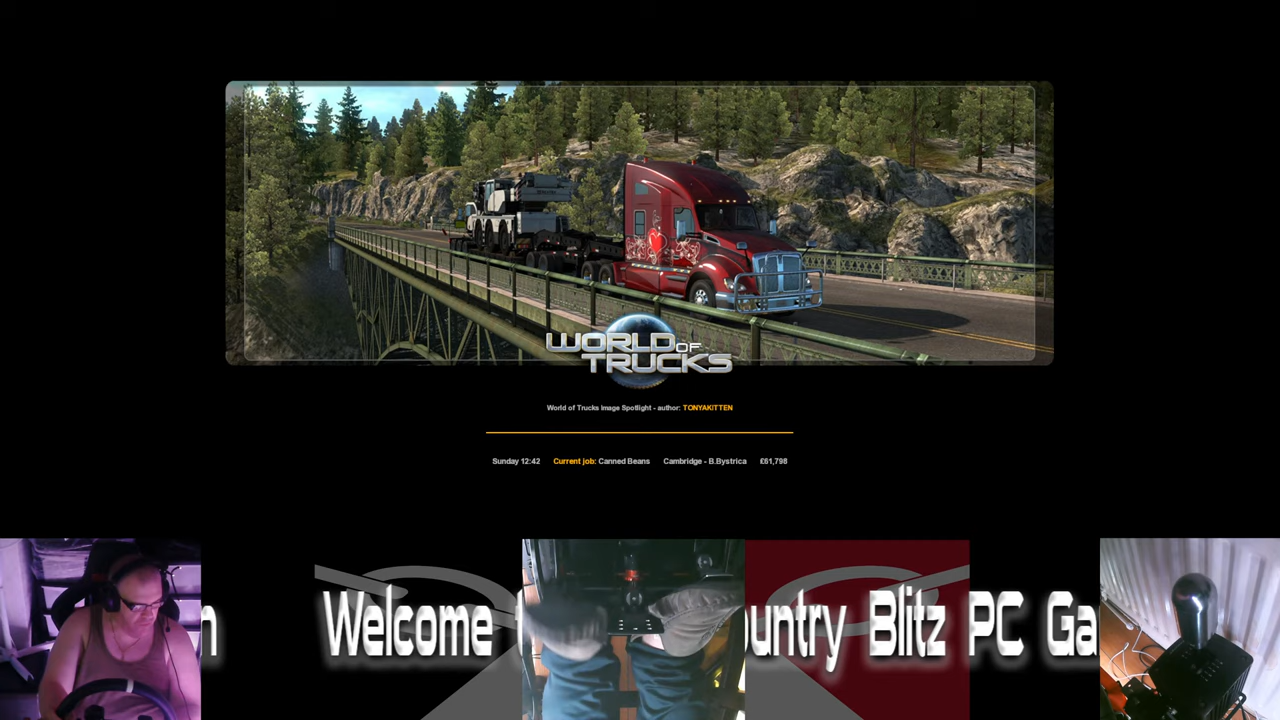 WORLD OF
TRUCKS
World of Trucks Image Spotlight - author: TONYAKITTEN
Sunday 12:42 Current job: Canned Beans Cambridge - B.Bystrica £61,798
n Welcome ountry Blitz PC Ga